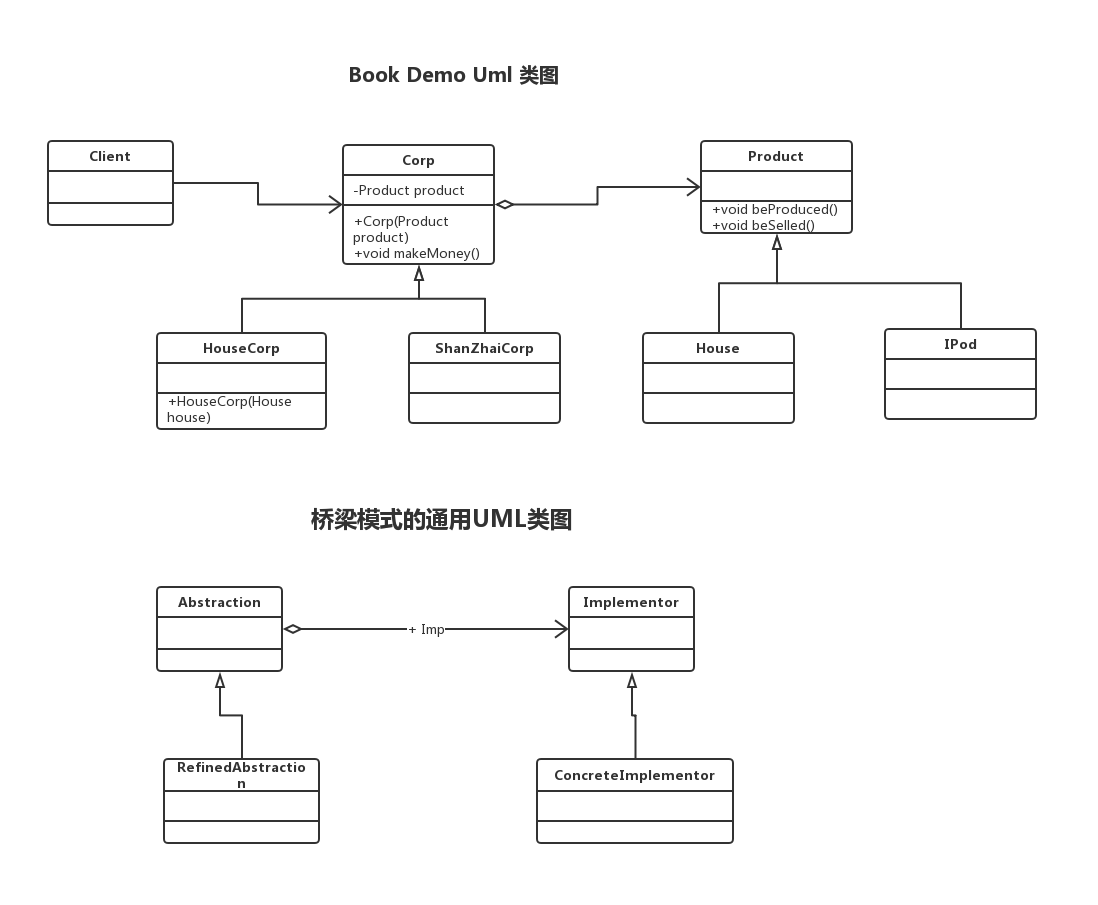 Book Demo Uml 类图
Client
Corp
-Product product
+Corp(Product
product)
+void makeMoney()
Product
+void beProduced()
+void beSelled()
HouseCorp
+HouseCorp(House
house)
ShanZhaiCorp
House
IPod
桥梁模式的通用UML类图
Abstraction
+ Imp
Implementor
RefinedAbstractio
n
ConcreteImplementor